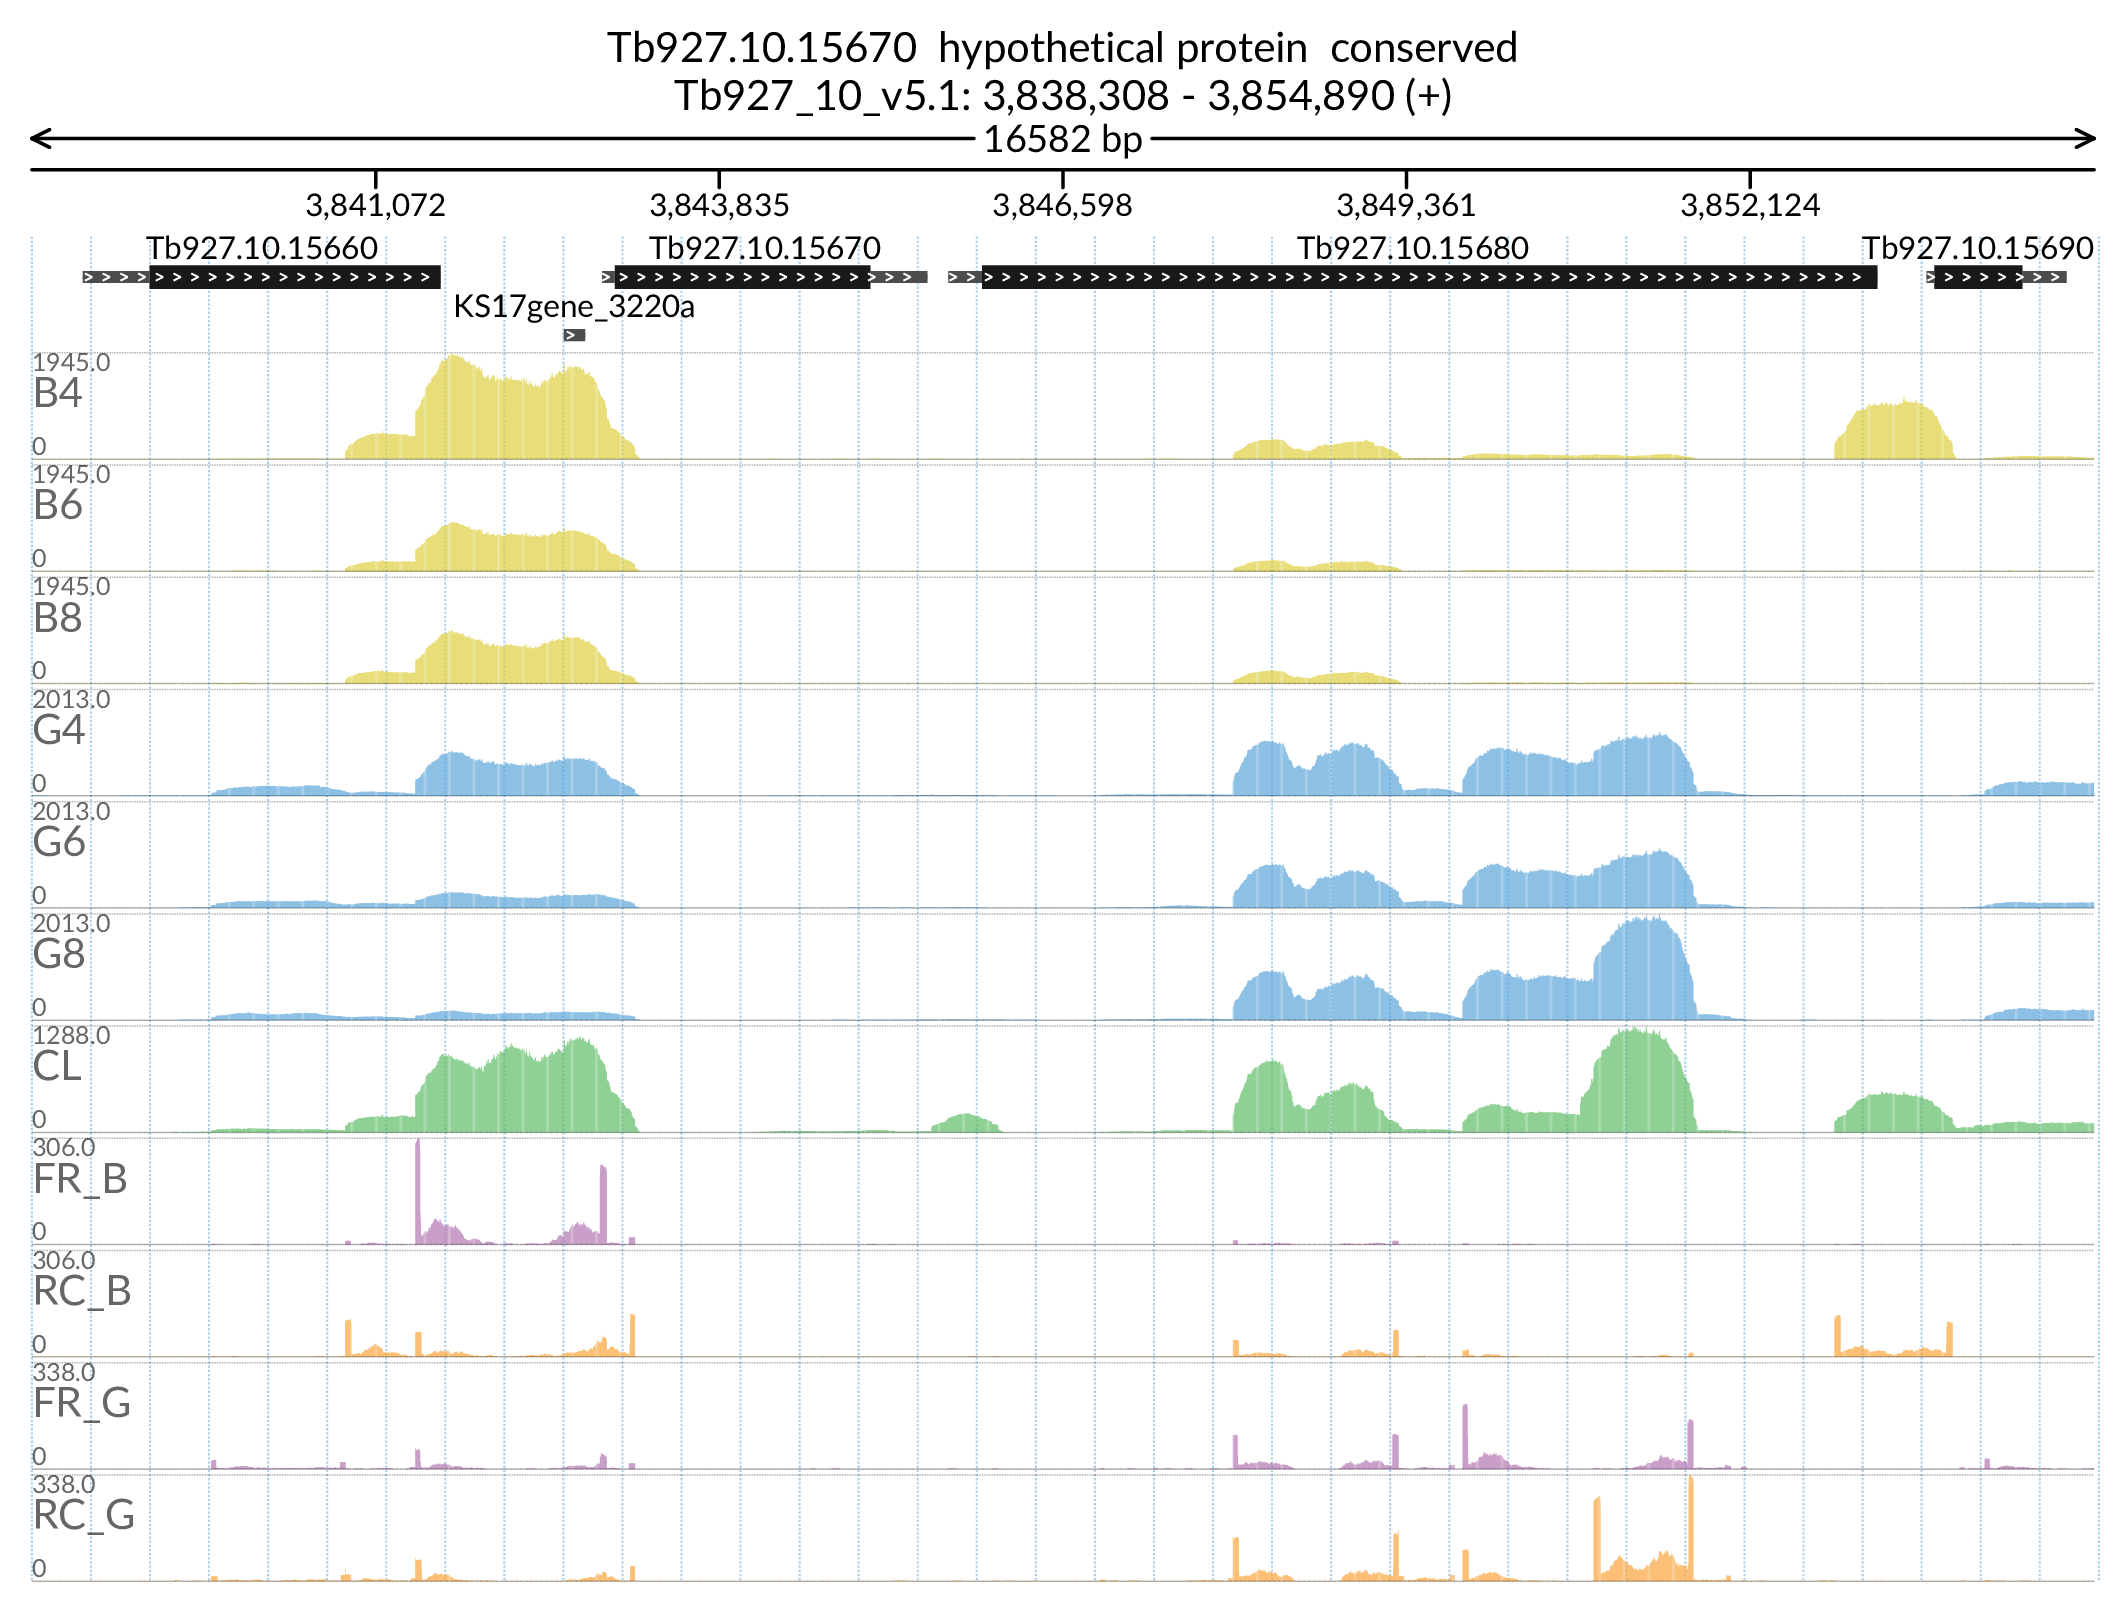 Tb927.10.15670  hypothetical protein  conserved
Tb927_10_v5.1: 3,838,308 - 3,854,890 (+)
16582 bp
3,841,072 3,843,835 3,846,598 3,849,361 3,852,124
Tb927.10.15660 Tb927.10.15670 Tb927.10.15680 Tb927.10.15690
KS17gene_3220a
1945.0
B4
0
1945.0
B6
0
1945.0
B8
0
2013.0
G4
0
2013.0
G6
0
2013.0
G8
0
1288.0
CL
0
306.0
FR_B
0
306.0
RC_B
0
338.0
FR_G
0
338.0
RC_G
0